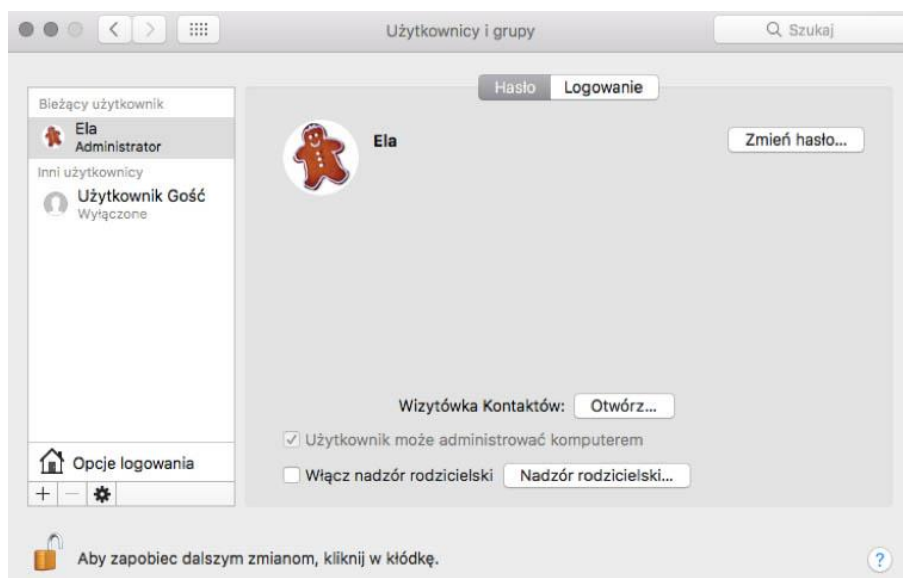 Użytkownicy i grupy
Szukaj
Hasło Logowanie
Bieżący użytkownik
Ela
Administrator
Inni użytkownicy
Użytkownik Gość
Wyłączone
Ela
Zmień hasło...
Wizytówka Kontaktów: Otwórz...
Użytkownik może administrować komputerem
Włącz nadzór rodzicielski Nadzór rodzicielski...
Opcje logowania
Aby zapobiec dalszym zmianom, kliknij w kłódkę.
?